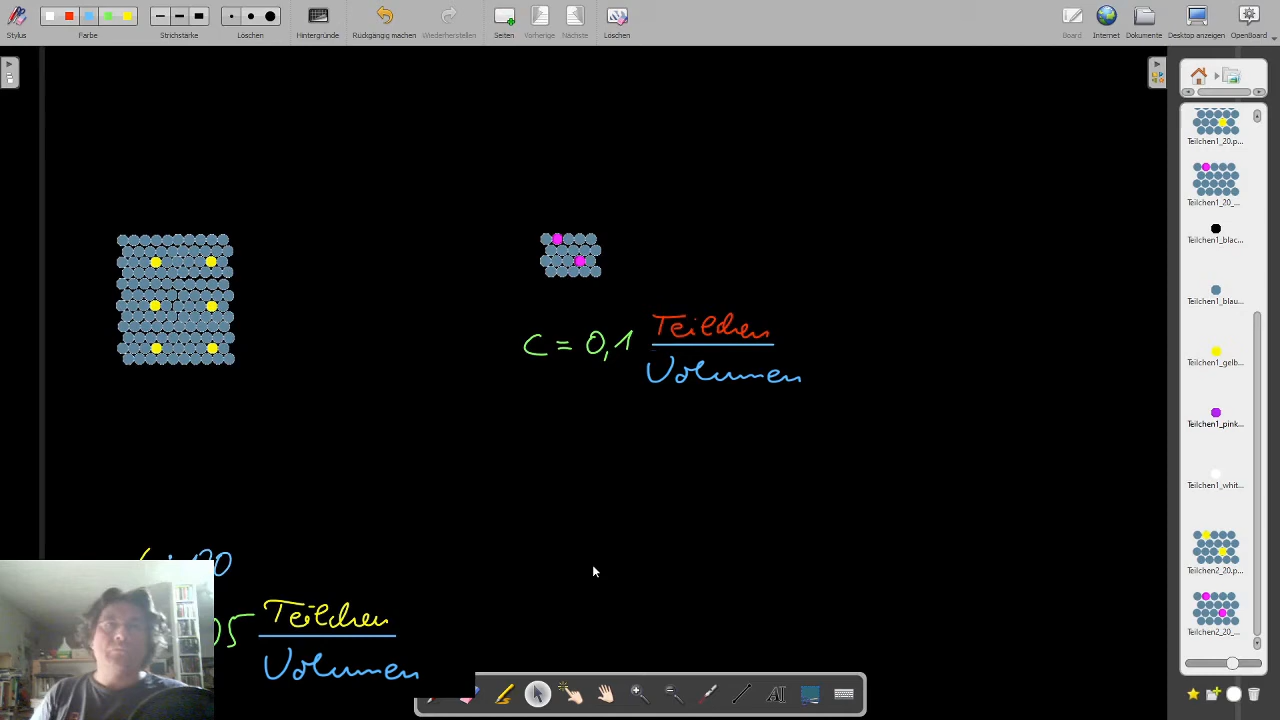 Stylus Farbe Strichstärke Löschen Hintergründe Rückgängig machen Wiederherstellen Seiten Vorherige Nächste Löschen Board Internet Dokumente Desktop anzeigen OpenBoard
Teilchen1_20.p...
Teilchen1_20_...
Teilchen1_blac...
Teilchen1_blau...
Teilchen1_gelb...
Teilchen1_pink...
Teilchen1_whit...
Teilchen2_20.p...
Teilchen2_20_...
c = 0,1 Teilchen
Volumen
05 Teilchen
Volumen